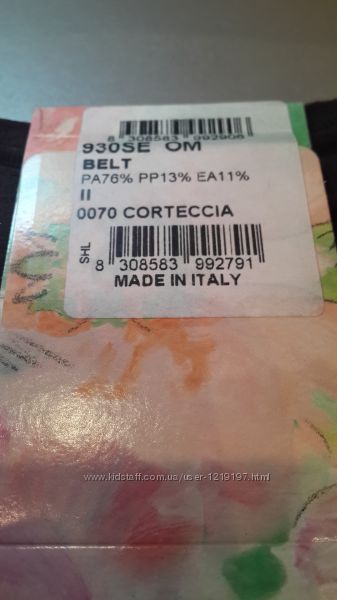 8 308583 992906
930SE OM
BELT
PA76% PP13% EA11%
II
0070 CORTECCIA
SHL
8 308583 992791
MADE IN ITALY
www.kidstaff.com.ua/user-1219197.html